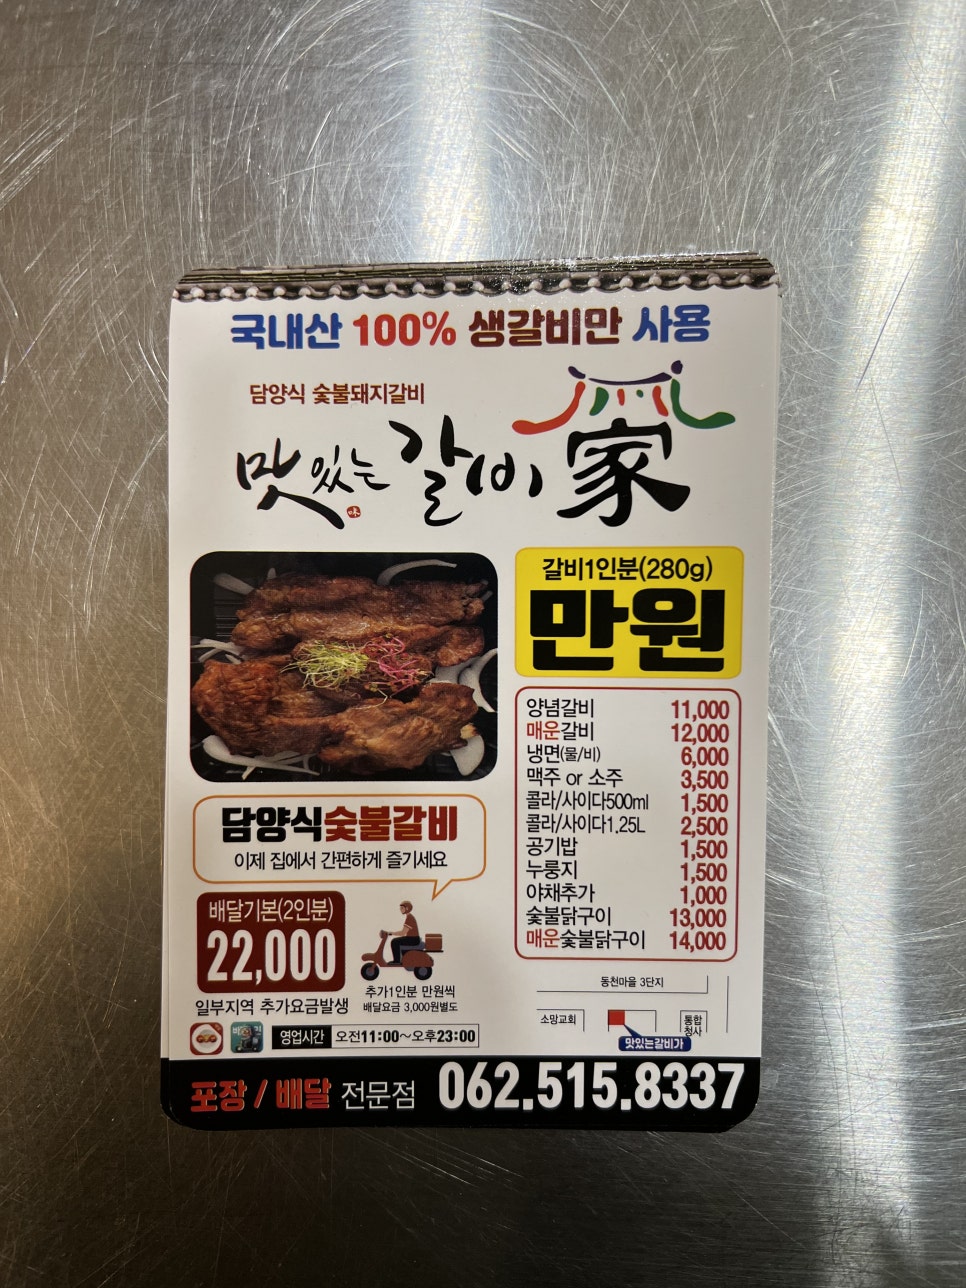 국내산 100% 생갈비만 사용
담양식 숯불돼지갈비
맛있는 갈비 家
味
갈비1인분(280g)
만원
양념갈비 11,000
매운갈비 12,000
냉면(물/비) 6,000
맥주 or 소주 3,500
콜라/사이다500ml 1,500
콜라/사이다1.25L 2,500
공기밥 1,500
누룽지 1,500
야채추가 1,000
숯불닭구이 13,000
매운숯불닭구이 14,000
담양식숯불갈비
이제 집에서 간편하게 즐기세요
배달기본(2인분)
22,000
일부지역 추가요금발생
추가1인분 만원씩
배달요금 3,000원별도
영업시간 오전11:00~오후23:00
동천마을 3단지
소망교회
통합
청사
맛있는갈비가
포장 / 배달 전문점 062.515.8337